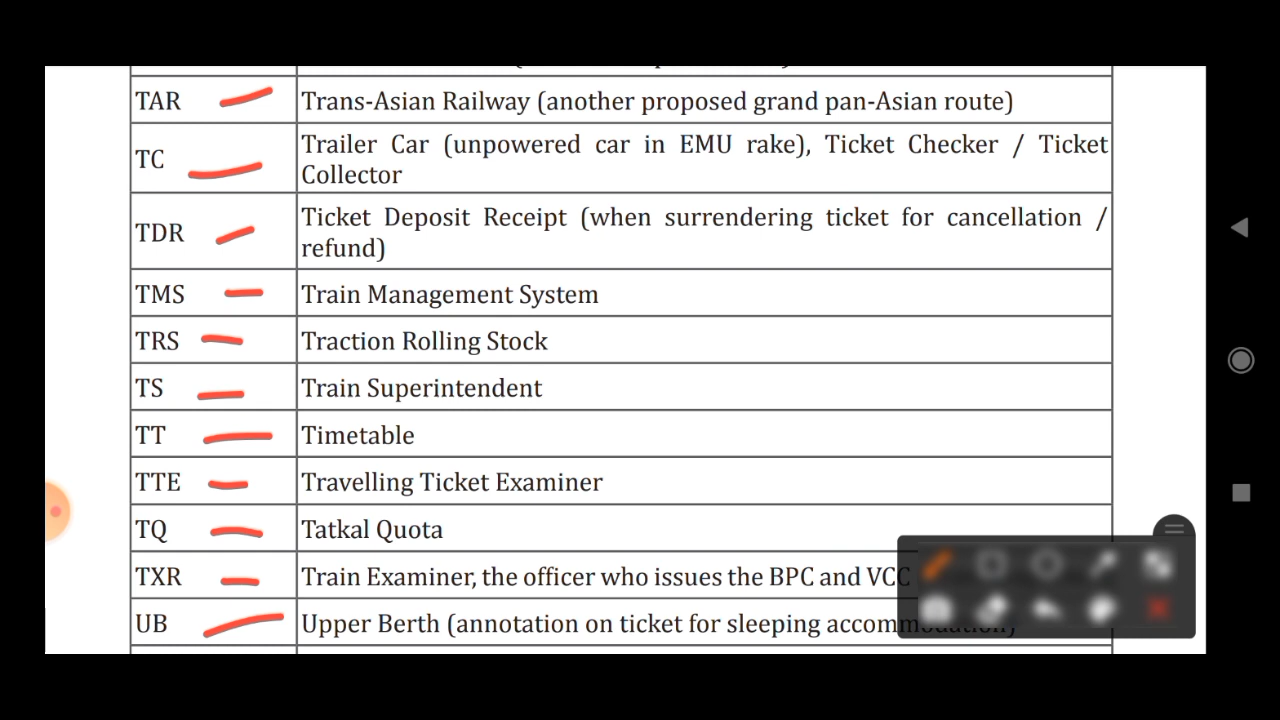 TAR Trans-Asian Railway (another proposed grand pan-Asian route)
TC Trailer Car (unpowered car in EMU rake), Ticket Checker / Ticket
Collector
TDR Ticket Deposit Receipt (when surrendering ticket for cancellation /
refund)
TMS Train Management System
TRS Traction Rolling Stock
TS Train Superintendent
TT Timetable
TTE Travelling Ticket Examiner
TQ Tatkal Quota
TXR Train Examiner, the officer who issues the BPC and VCC
UB Upper Berth (annotation on ticket for sleeping accommodation)